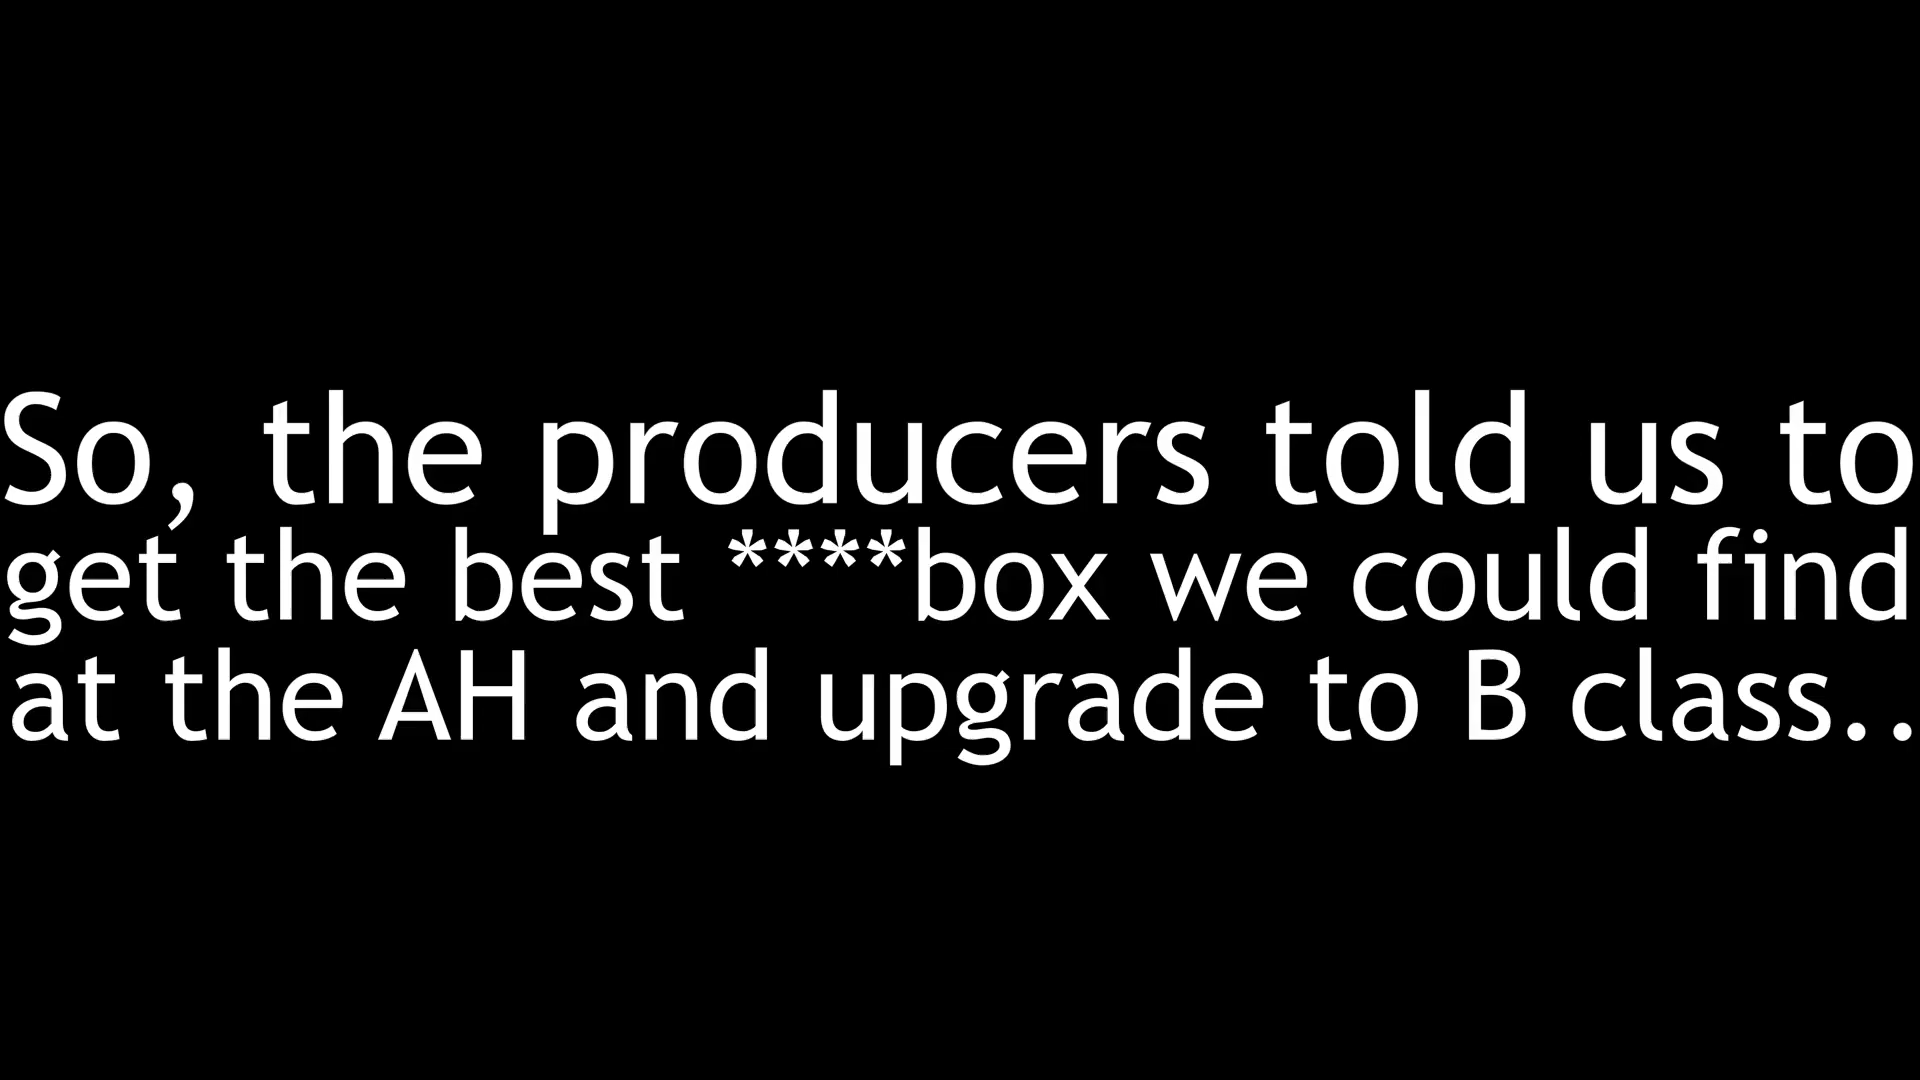 So, the producers told us to
get the best ****box we could find
at the AH and upgrade to B class..